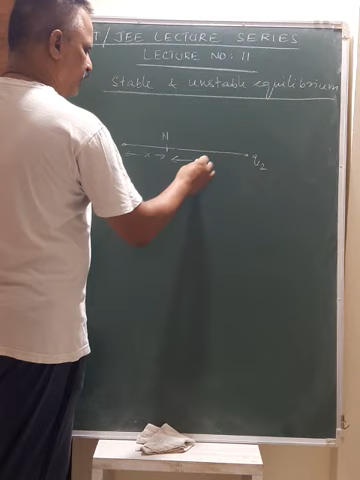 T/JEE LECTURE SERIES
LECTURE NO: 11
Stable & unstable equilibrium
N
x
q2